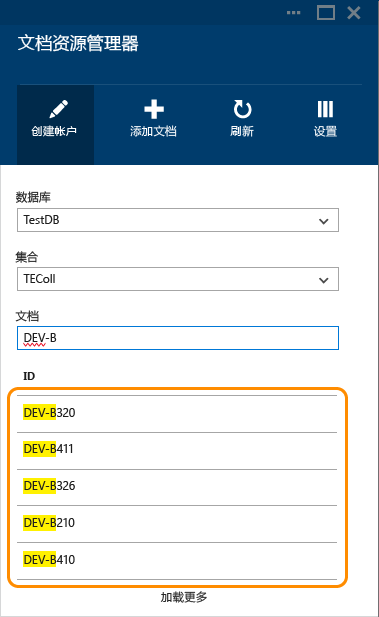 文档资源管理器
创建帐户 添加文档 刷新 设置
数据库
TestDB
集合
TEColl
文档
DEV-B
ID
DEV-B320
DEV-B411
DEV-B326
DEV-B210
DEV-B410
加载更多